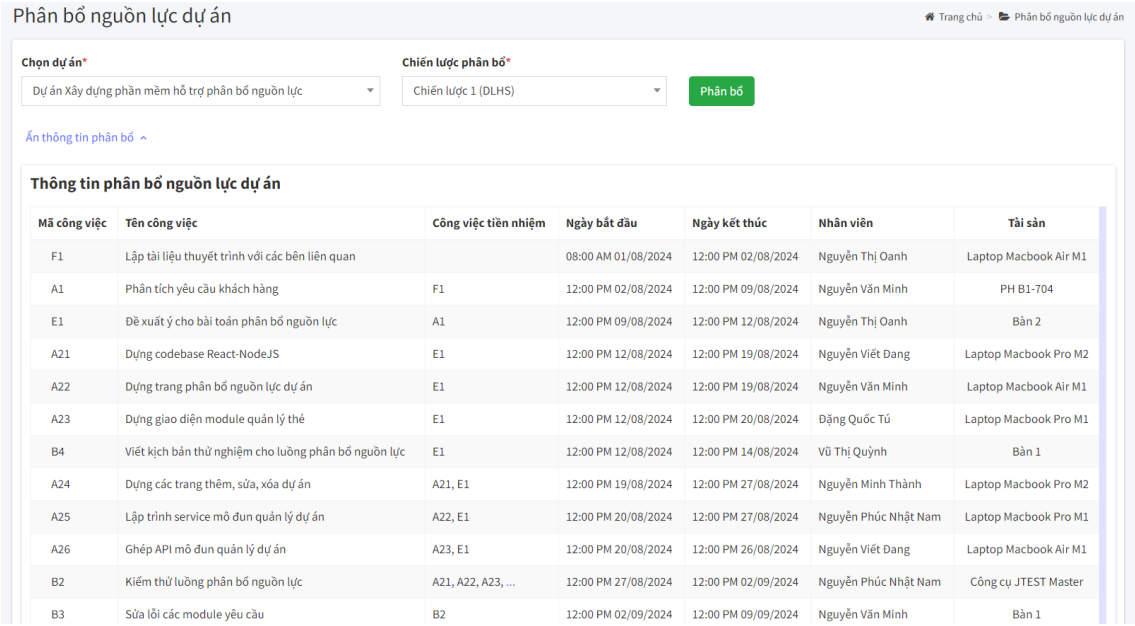 Phân bổ nguồn lực dự án
Trang chủ > Phân bổ nguồn lực dự án
Chọn dự án* Chiến lược phân bổ*
Dự án Xây dựng phần mềm hỗ trợ phân bổ nguồn lực Chiến lược 1 (DLHS) Phân bổ
Ẩn thông tin phân bổ
Thông tin phân bổ nguồn lực dự án
Mã công việc Tên công việc Công việc tiền nhiệm Ngày bắt đầu Ngày kết thúc Nhân viên Tài sản
F1 Lập tài liệu thuyết trình với các bên liên quan 08:00 AM 01/08/2024 12:00 PM 02/08/2024 Nguyễn Thị Oanh Laptop Macbook Air M1
A1 Phân tích yêu cầu khách hàng F1 12:00 PM 02/08/2024 12:00 PM 09/08/2024 Nguyễn Văn Minh PH B1-704
E1 Đề xuất ý cho bài toán phân bổ nguồn lực A1 12:00 PM 09/08/2024 12:00 PM 12/08/2024 Nguyễn Thị Oanh Bàn 2
A21 Dựng codebase React-NodeJS E1 12:00 PM 12/08/2024 12:00 PM 19/08/2024 Nguyễn Viết Đang Laptop Macbook Pro M2
A22 Dựng trang phân bổ nguồn lực dự án E1 12:00 PM 12/08/2024 12:00 PM 19/08/2024 Nguyễn Văn Minh Laptop Macbook Air M1
A23 Dựng giao diện module quản lý thẻ E1 12:00 PM 12/08/2024 12:00 PM 20/08/2024 Đặng Quốc Tú Laptop Macbook Pro M1
B4 Viết kịch bản thử nghiệm cho luồng phân bổ nguồn lực E1 12:00 PM 12/08/2024 12:00 PM 14/08/2024 Vũ Thị Quỳnh Bàn 1
A24 Dựng các trang thêm, sửa, xóa dự án A21, E1 12:00 PM 19/08/2024 12:00 PM 27/08/2024 Nguyễn Minh Thành Laptop Macbook Pro M2
A25 Lập trình service mô đun quản lý dự án A22, E1 12:00 PM 20/08/2024 12:00 PM 27/08/2024 Nguyễn Phúc Nhật Nam Laptop Macbook Pro M1
A26 Ghép API mô đun quản lý dự án A23, E1 12:00 PM 20/08/2024 12:00 PM 26/08/2024 Nguyễn Viết Đang Laptop Macbook Air M1
B2 Kiểm thử luồng phân bổ nguồn lực A21, A22, A23, ... 12:00 PM 27/08/2024 12:00 PM 02/09/2024 Nguyễn Phúc Nhật Nam Công cụ JTEST Master
B3 Sửa lỗi các module yêu cầu B2 12:00 PM 02/09/2024 12:00 PM 09/09/2024 Nguyễn Văn Minh Bàn 1